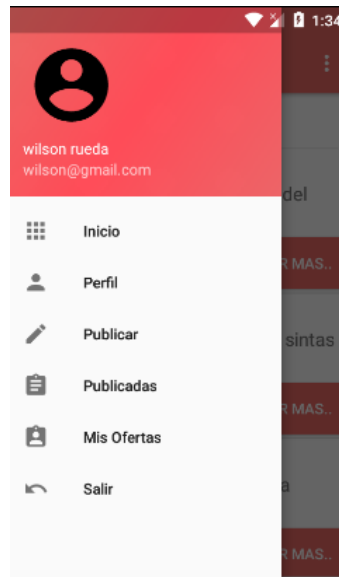 1:34
wilson rueda
wilson@gmail.com
del
Inicio
R MAS..
Perfil
Publicar
sintas
Publicadas
R MAS..
Mis Ofertas
Salir
a
R MAS..